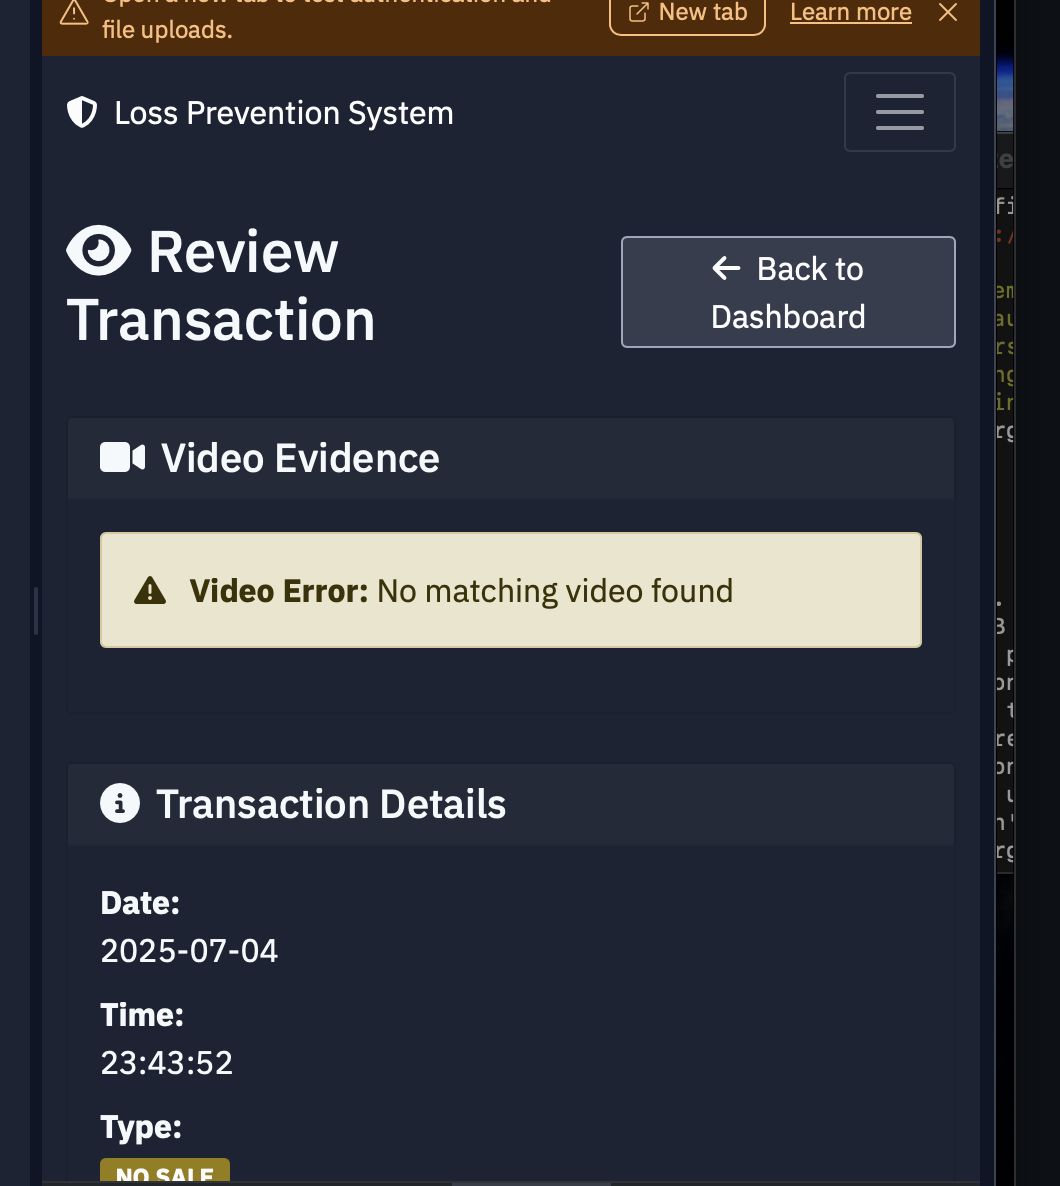 file uploads.
New tab
Learn more
Loss Prevention System
Review
Transaction
Back to
Dashboard
Video Evidence
Video Error: No matching video found
Transaction Details
Date:
2025-07-04
Time:
23:43:52
Type:
NO SALE